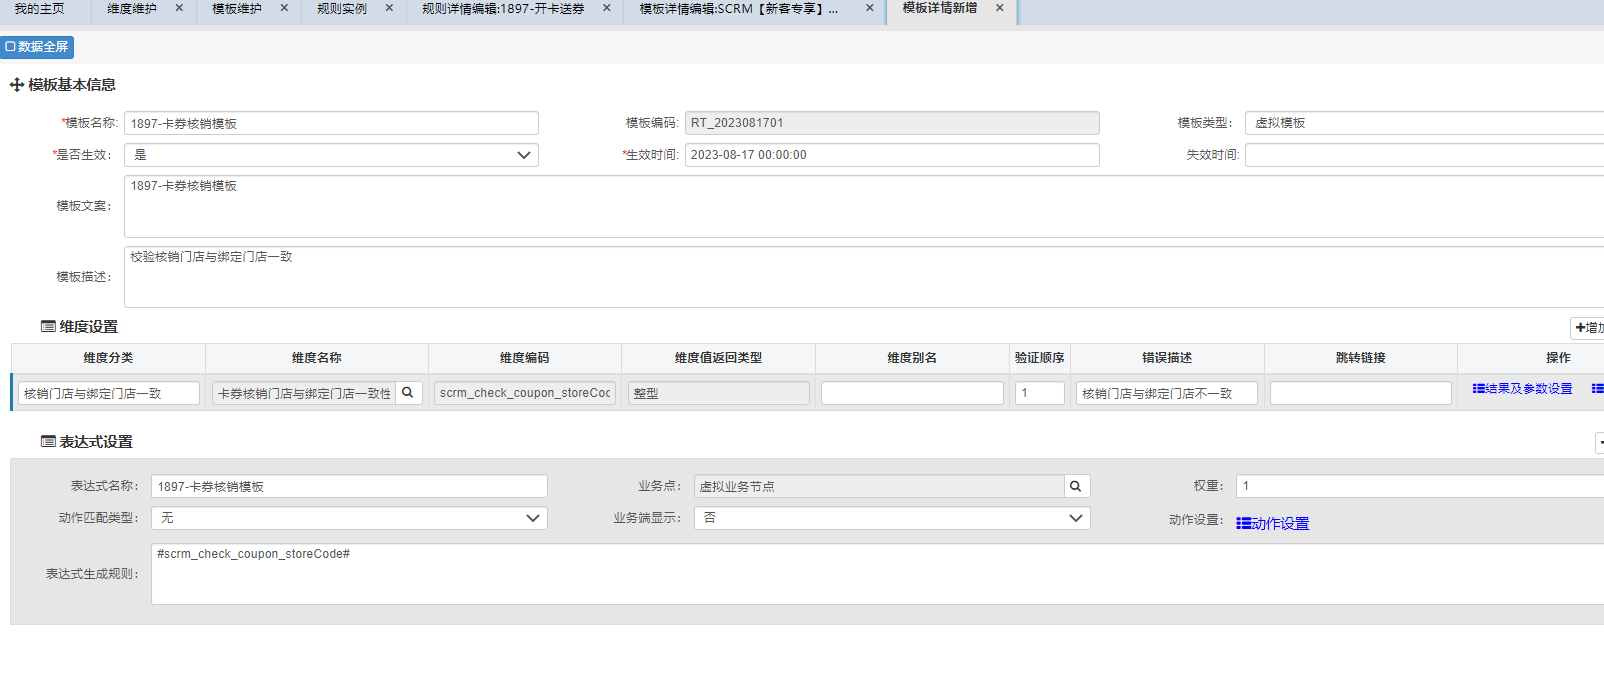 我的主页 维度维护 × 模板维护 × 规则实例 × 规则详情编辑:1897-开卡送券 × 模板详情编辑:SCRM【新客专享】... × 模板详情新增 ×
数据全屏
模板基本信息
*模板名称: 1897-卡券核销模板 模板编码: RT_2023081701 模板类型: 虚拟模板
*是否生效: 是 *生效时间: 2023-08-17 00:00:00 失效时间:
模板文案: 1897-卡券核销模板
模板描述: 校验核销门店与绑定门店一致
维度设置 增加
维度分类 维度名称 维度编码 维度值返回类型 维度别名 验证顺序 错误描述 跳转链接 操作
核销门店与绑定门店一致 卡券核销门店与绑定门店一致性 scrm_check_coupon_storeCod 整型 1 核销门店与绑定门店不一致 结果及参数设置
表达式设置
表达式名称: 1897-卡券核销模板 业务点: 虚拟业务节点 权重: 1
动作匹配类型: 无 业务端显示: 否 动作设置: 动作设置
表达式生成规则: #scrm_check_coupon_storeCode#